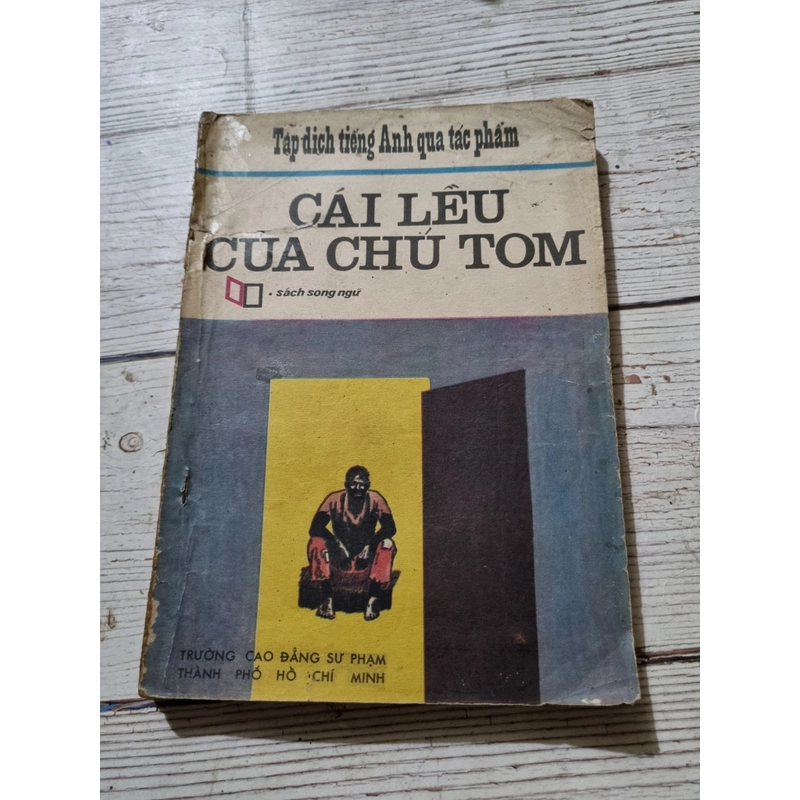 Tập dịch tiếng Anh qua tác phẩm
CÁI LỀU
CỦA CHÚ TOM
• sách song ngữ
TRƯỜNG CAO ĐẲNG SƯ PHẠM
THÀNH PHỐ HỒ CHÍ MINH